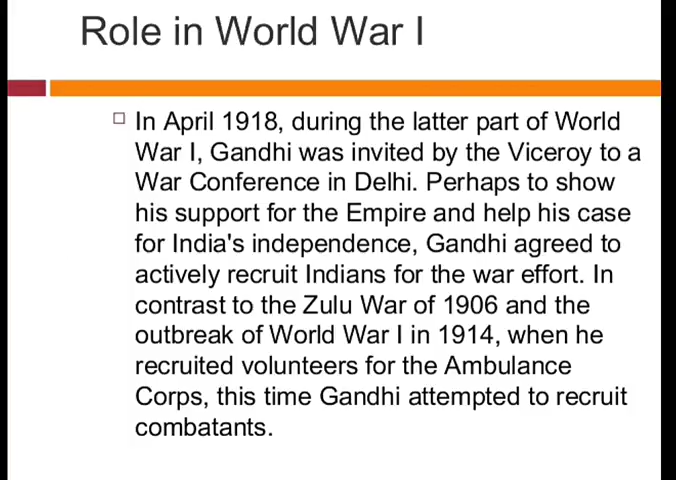 Role in World War I
In April 1918, during the latter part of World
War I, Gandhi was invited by the Viceroy to a
War Conference in Delhi. Perhaps to show
his support for the Empire and help his case
for India's independence, Gandhi agreed to
actively recruit Indians for the war effort. In
contrast to the Zulu War of 1906 and the
outbreak of World War I in 1914, when he
recruited volunteers for the Ambulance
Corps, this time Gandhi attempted to recruit
combatants.